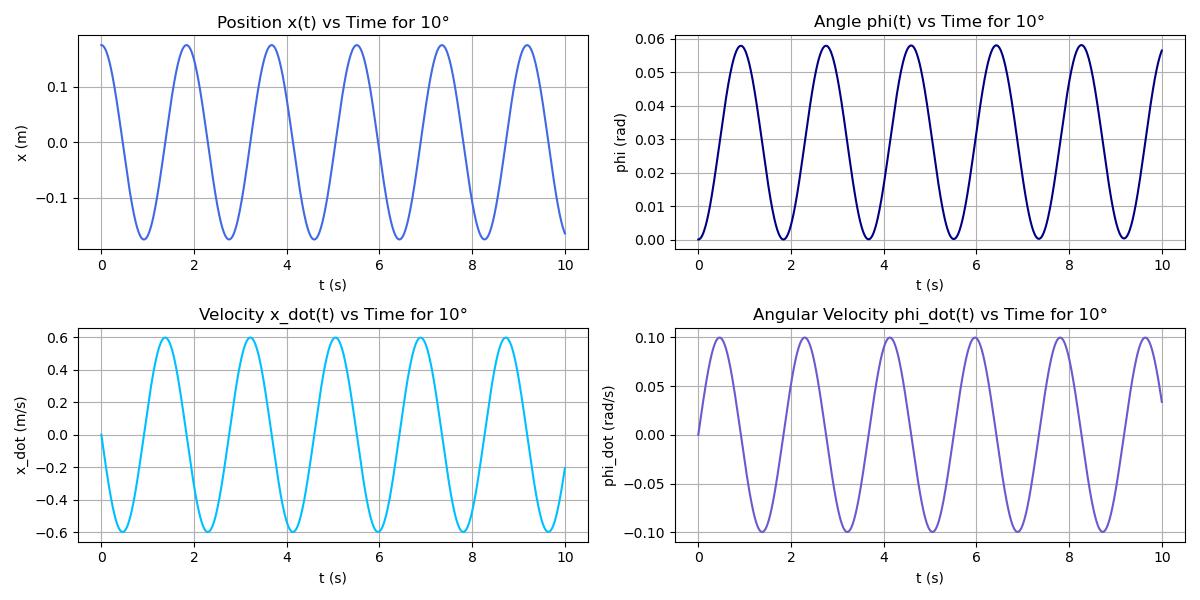 Position x(t) vs Time for 10°
x (m)
0.1
0.0
−0.1
0 2 4 6 8 10
t (s)
Angle phi(t) vs Time for 10°
phi (rad)
0.06
0.05
0.04
0.03
0.02
0.01
0.00
0 2 4 6 8 10
t (s)
Velocity x_dot(t) vs Time for 10°
x_dot (m/s)
0.6
0.4
0.2
0.0
−0.2
−0.4
−0.6
0 2 4 6 8 10
t (s)
Angular Velocity phi_dot(t) vs Time for 10°
phi_dot (rad/s)
0.10
0.05
0.00
−0.05
−0.10
0 2 4 6 8 10
t (s)